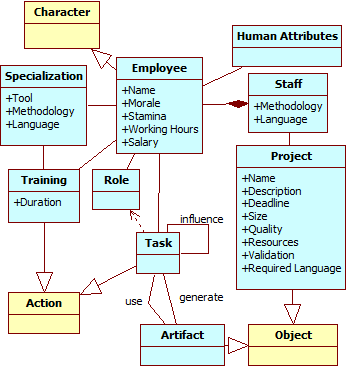 Character
Human Attributes
Specialization
+Tool
+Methodology
+Language
Employee
+Name
+Morale
+Stamina
+Working Hours
+Salary
Staff
+Methodology
+Language
Training
+Duration
Role
Project
+Name
+Description
+Deadline
+Size
+Quality
+Resources
+Validation
+Required Language
influence
Task
Action
use
generate
Artifact
Object